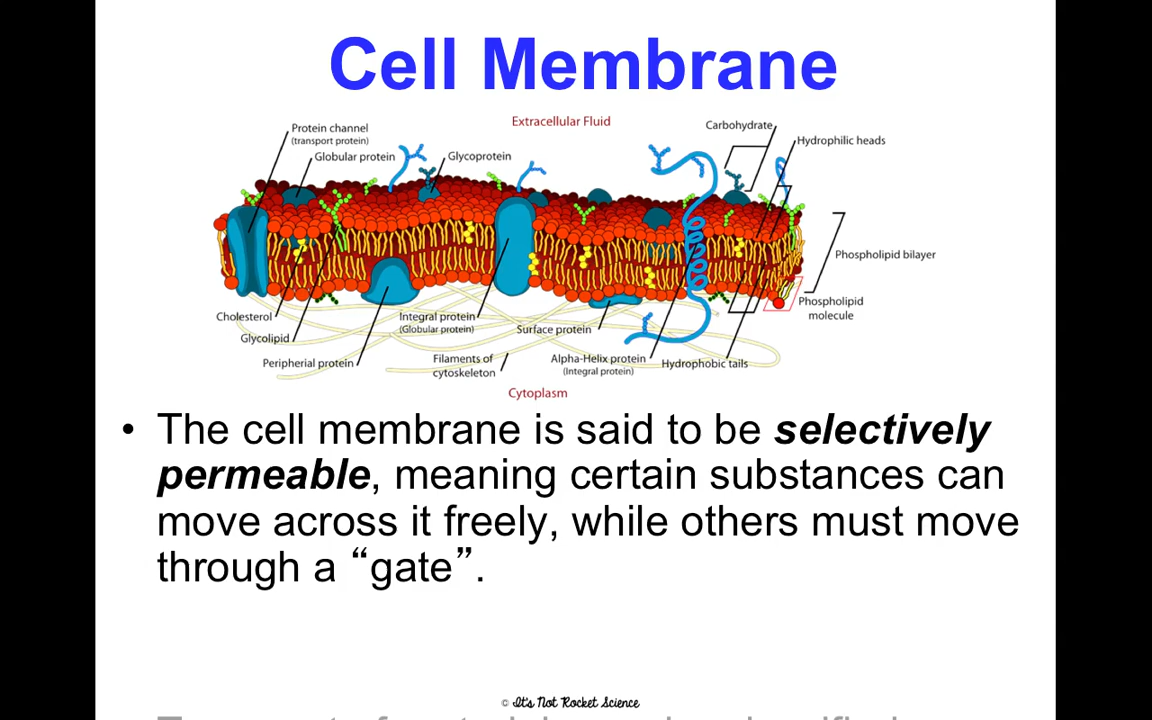 Cell Membrane
Extracellular Fluid
Protein channel
(transport protein)
Globular protein
Glycoprotein
Carbohydrate
Hydrophilic heads
Phospholipid bilayer
Phospholipid
molecule
Cholesterol
Glycolipid
Peripherial protein
Integral protein
(Globular protein)
Filaments of
cytoskeleton
Surface protein
Alpha-Helix protein
(Integral protein)
Hydrophobic tails
Cytoplasm
• The cell membrane is said to be selectively
permeable, meaning certain substances can
move across it freely, while others must move
through a “gate”.
© It's Not Rocket Science